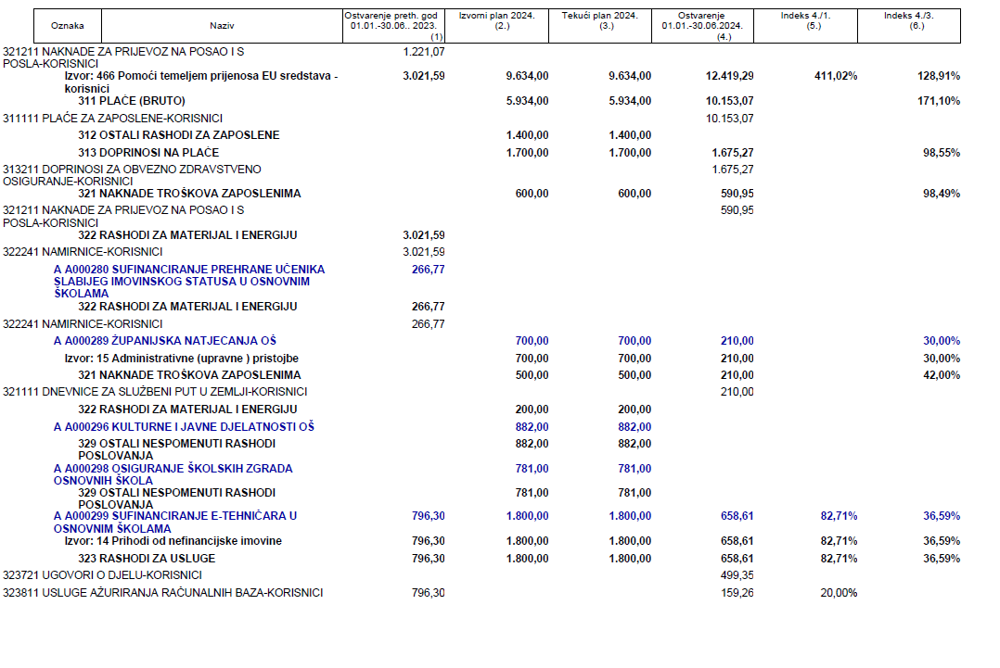 Oznaka Naziv Ostvarenje preth. god 01.01.-30.06.. 2023. (1) Izvorni plan 2024. (2.) Tekući plan 2024. (3.) Ostvarenje 01.01.-30.06.2024. (4.) Indeks 4./1. (5.) Indeks 4./3. (6.)
321211 NAKNADE ZA PRIJEVOZ NA POSAO I S 1.221,07
POSLA-KORISNICI
Izvor: 466 Pomoći temeljem prijenosa EU sredstava - 3.021,59 9.634,00 9.634,00 12.419,29 411,02% 128,91%
korisnici
311 PLAĆE (BRUTO) 5.934,00 5.934,00 10.153,07 171,10%
311111 PLAĆE ZA ZAPOSLENE-KORISNICI 10.153,07
312 OSTALI RASHODI ZA ZAPOSLENE 1.400,00 1.400,00
313 DOPRINOSI NA PLAĆE 1.700,00 1.700,00 1.675,27 98,55%
313211 DOPRINOSI ZA OBVEZNO ZDRAVSTVENO 1.675,27
OSIGURANJE-KORISNICI
321 NAKNADE TROŠKOVA ZAPOSLENIMA 600,00 600,00 590,95 98,49%
321211 NAKNADE ZA PRIJEVOZ NA POSAO I S 590,95
POSLA-KORISNICI
322 RASHODI ZA MATERIJAL I ENERGIJU 3.021,59
322241 NAMIRNICE-KORISNICI 3.021,59
A A000280 SUFINANCIRANJE PREHRANE UČENIKA 266,77
SLABIJEG IMOVINSKOG STATUSA U OSNOVNIM
ŠKOLAMA
322 RASHODI ZA MATERIJAL I ENERGIJU 266,77
322241 NAMIRNICE-KORISNICI 266,77
A A000289 ŽUPANIJSKA NATJECANJA OŠ 700,00 700,00 210,00 30,00%
Izvor: 15 Administrativne (upravne ) pristojbe 700,00 700,00 210,00 30,00%
321 NAKNADE TROŠKOVA ZAPOSLENIMA 500,00 500,00 210,00 42,00%
321111 DNEVNICE ZA SLUŽBENI PUT U ZEMLJI-KORISNICI 210,00
322 RASHODI ZA MATERIJAL I ENERGIJU 200,00 200,00
A A000296 KULTURNE I JAVNE DJELATNOSTI OŠ 882,00 882,00
329 OSTALI NESPOMENUTI RASHODI 882,00 882,00
POSLOVANJA
A A000298 OSIGURANJE ŠKOLSKIH ZGRADA 781,00 781,00
OSNOVNIH ŠKOLA
329 OSTALI NESPOMENUTI RASHODI 781,00 781,00
POSLOVANJA
A A000299 SUFINANCIRANJE E-TEHNIČARA U 796,30 1.800,00 1.800,00 658,61 82,71% 36,59%
OSNOVNIM ŠKOLAMA
Izvor: 14 Prihodi od nefinancijske imovine 796,30 1.800,00 1.800,00 658,61 82,71% 36,59%
323 RASHODI ZA USLUGE 796,30 1.800,00 1.800,00 658,61 82,71% 36,59%
323721 UGOVORI O DJELU-KORISNICI 499,35
323811 USLUGE AŽURIRANJA RAČUNALNIH BAZA-KORISNICI 796,30 159,26 20,00%